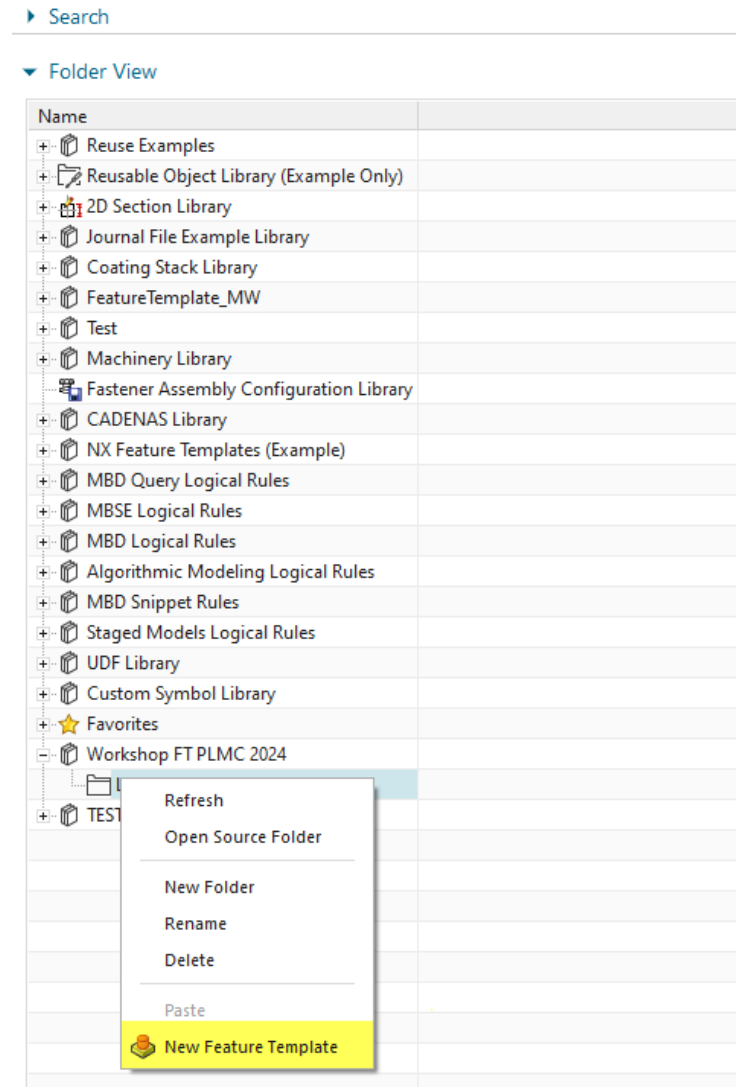 Search
Folder View
Name
Reuse Examples
Reusable Object Library (Example Only)
2D Section Library
Journal File Example Library
Coating Stack Library
FeatureTemplate_MW
Test
Machinery Library
Fastener Assembly Configuration Library
CADENAS Library
NX Feature Templates (Example)
MBD Query Logical Rules
MBSE Logical Rules
MBD Logical Rules
Algorithmic Modeling Logical Rules
MBD Snippet Rules
Staged Models Logical Rules
UDF Library
Custom Symbol Library
Favorites
Workshop FT PLMC 2024
TEST
Refresh
Open Source Folder
New Folder
Rename
Delete
Paste
New Feature Template